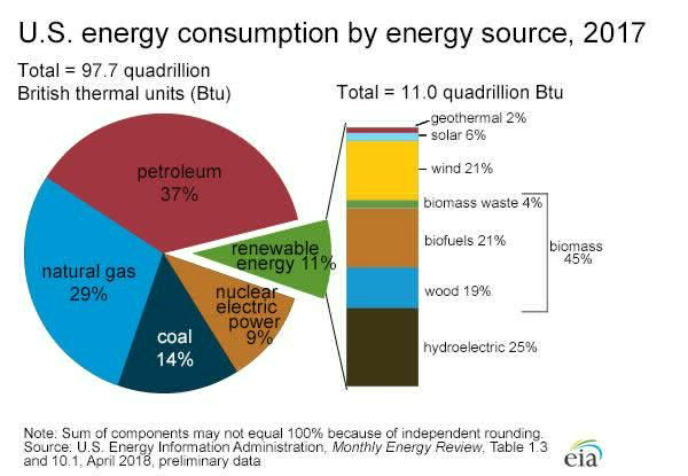 U.S. energy consumption by energy source, 2017
Total = 97.7 quadrillion
British thermal units (Btu)
Total = 11.0 quadrillion Btu
petroleum
37%
natural gas
29%
coal
14%
nuclear
electric
power
9%
renewable
energy 11%
geothermal 2%
solar 6%
wind 21%
biomass waste 4%
biofuels 21%
wood 19%
biomass
45%
hydroelectric 25%
Note: Sum of components may not equal 100% because of independent rounding.
Source: U.S. Energy Information Administration, Monthly Energy Review, Table 1.3
and 10.1, April 2018, preliminary data
eia